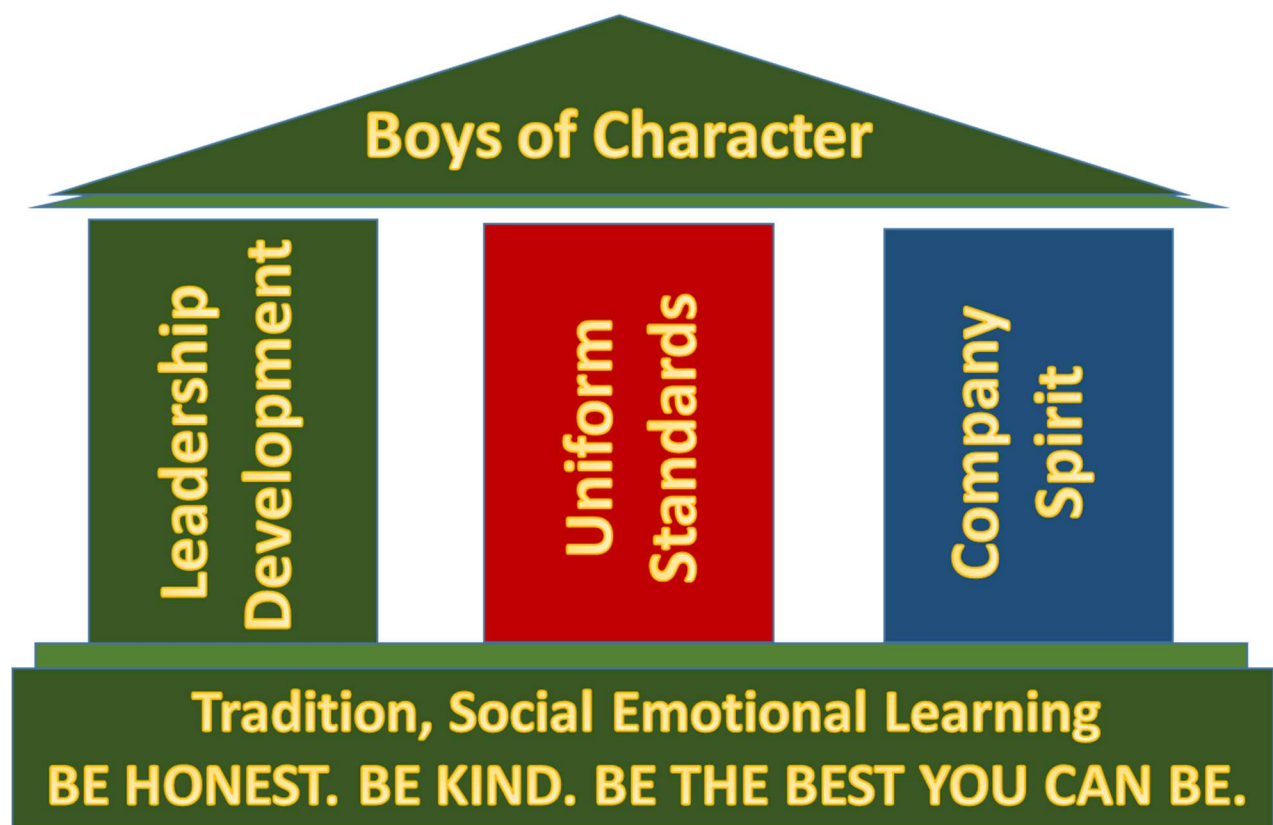 Boys of Character
Leadership
Development
Uniform
Standards
Company
Spirit
Tradition, Social Emotional Learning
BE HONEST. BE KIND. BE THE BEST YOU CAN BE.